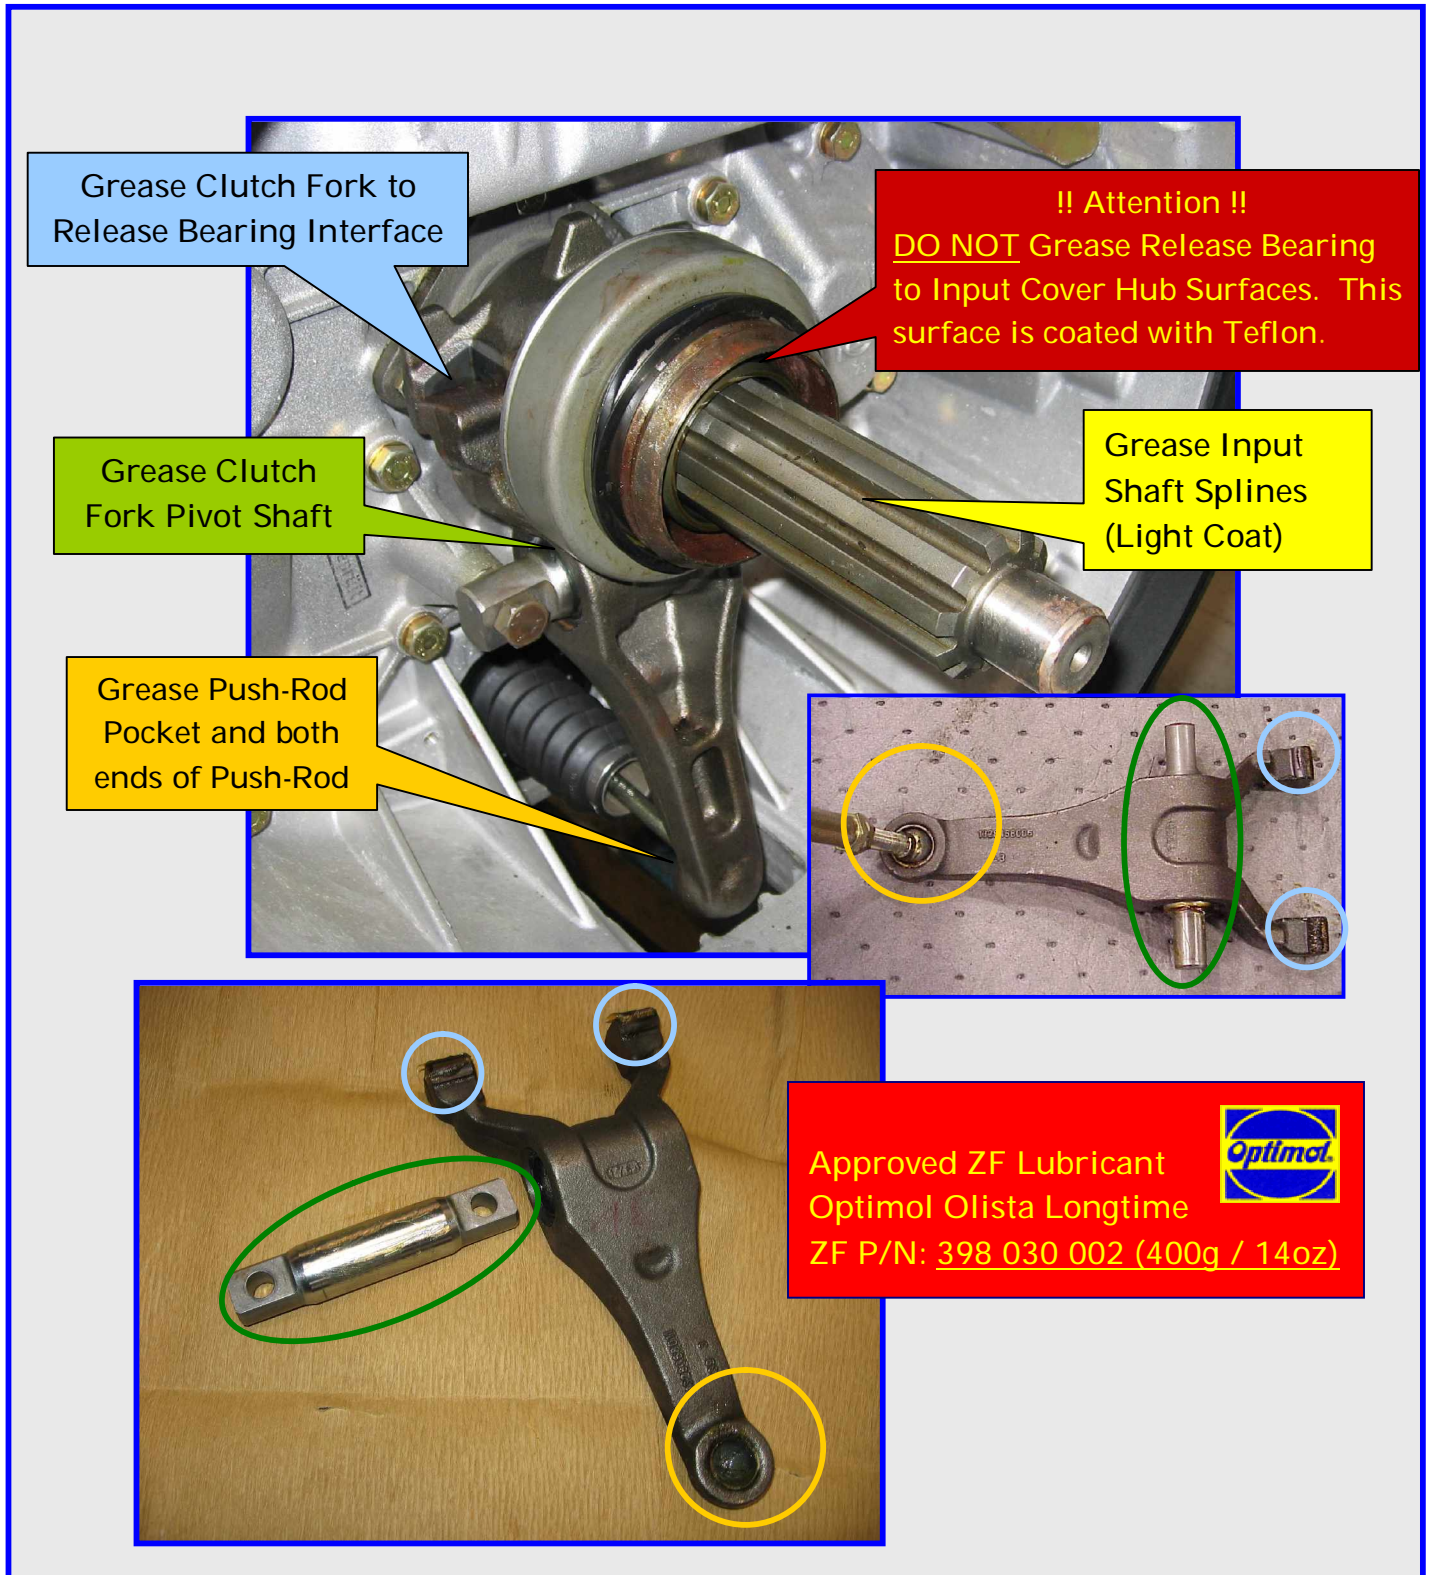 Grease Clutch Fork to
Release Bearing Interface
!! Attention !!
DO NOT Grease Release Bearing
to Input Cover Hub Surfaces. This
surface is coated with Teflon.
Grease Clutch
Fork Pivot Shaft
Grease Input
Shaft Splines
(Light Coat)
Grease Push-Rod
Pocket and both
ends of Push-Rod
Approved ZF Lubricant
Optimol Olista Longtime
ZF P/N: 398 030 002 (400g / 14oz)
Optimol